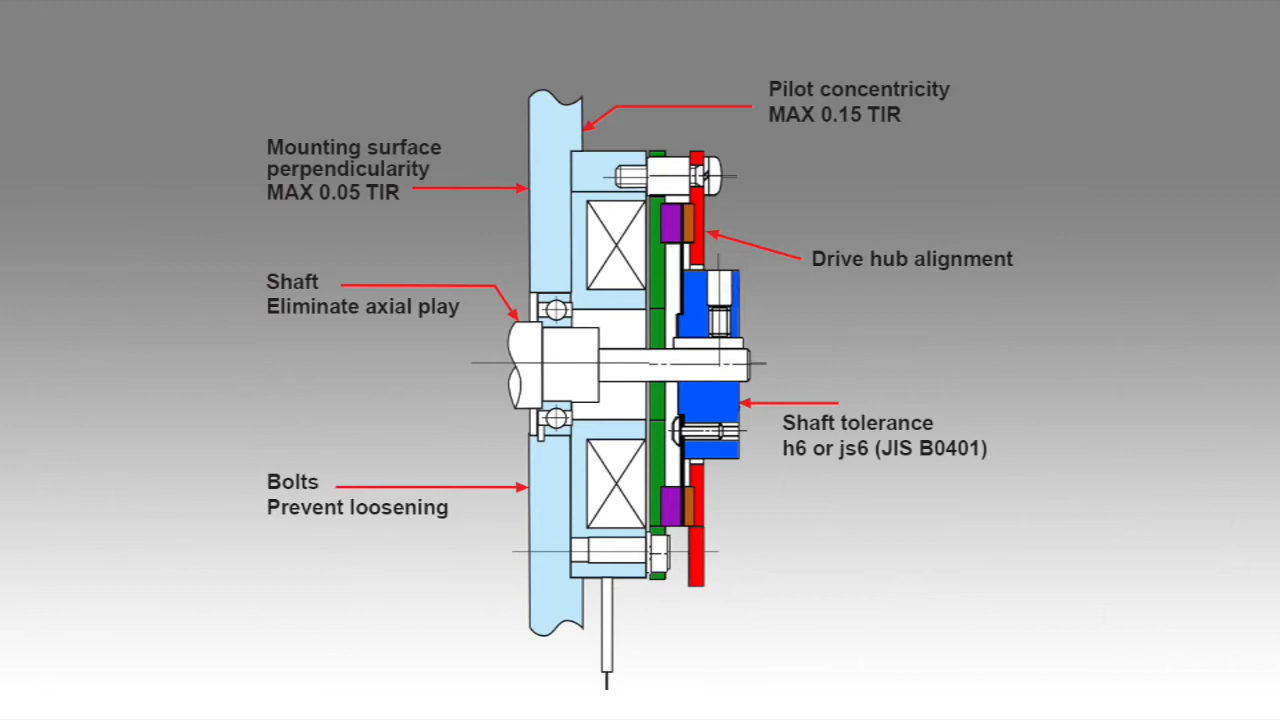 Pilot concentricity
MAX 0.15 TIR
Mounting surface
perpendicularity
MAX 0.05 TIR
Drive hub alignment
Shaft
Eliminate axial play
Shaft tolerance
h6 or js6 (JIS B0401)
Bolts
Prevent loosening